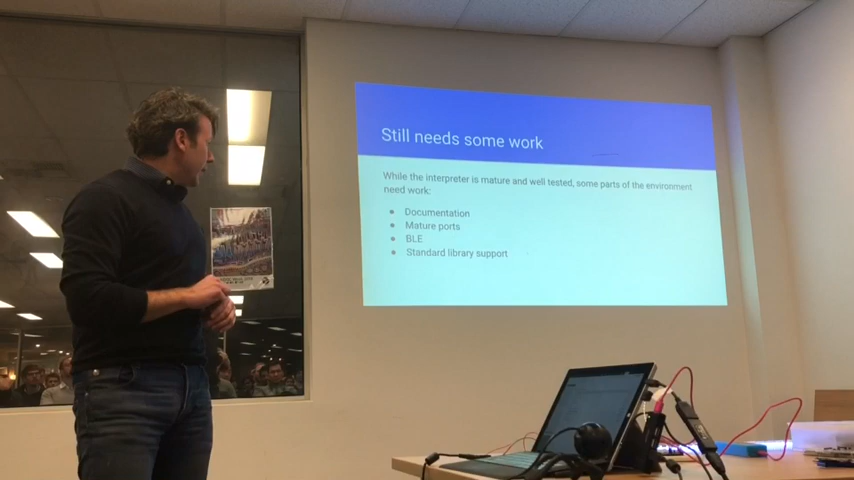 Still needs some work
While the interpreter is mature and well tested, some parts of the environment
need work:
● Documentation
● Mature ports
● BLE
● Standard library support